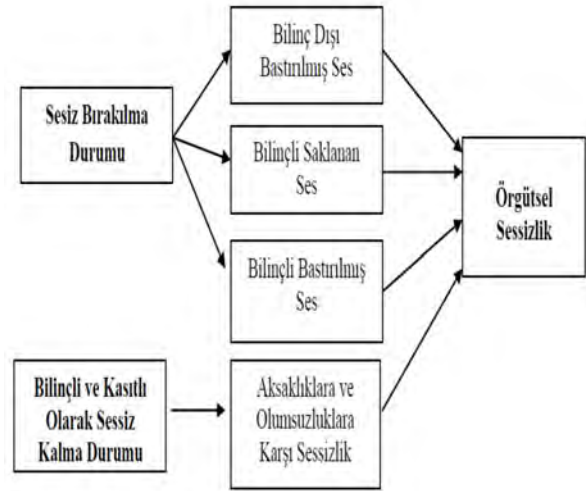 Bilinç Dışı
Bastırılmış Ses
Sesiz Bırakılma
Durumu
Bilinçli Saklanan
Ses
Örgütsel
Sessizlik
Bilinçli Bastırılmış
Ses
Bilinçli ve Kasıtlı
Olarak Sessiz
Kalma Durumu
Aksaklıklara ve
Olumsuzluklara
Karşı Sessizlik